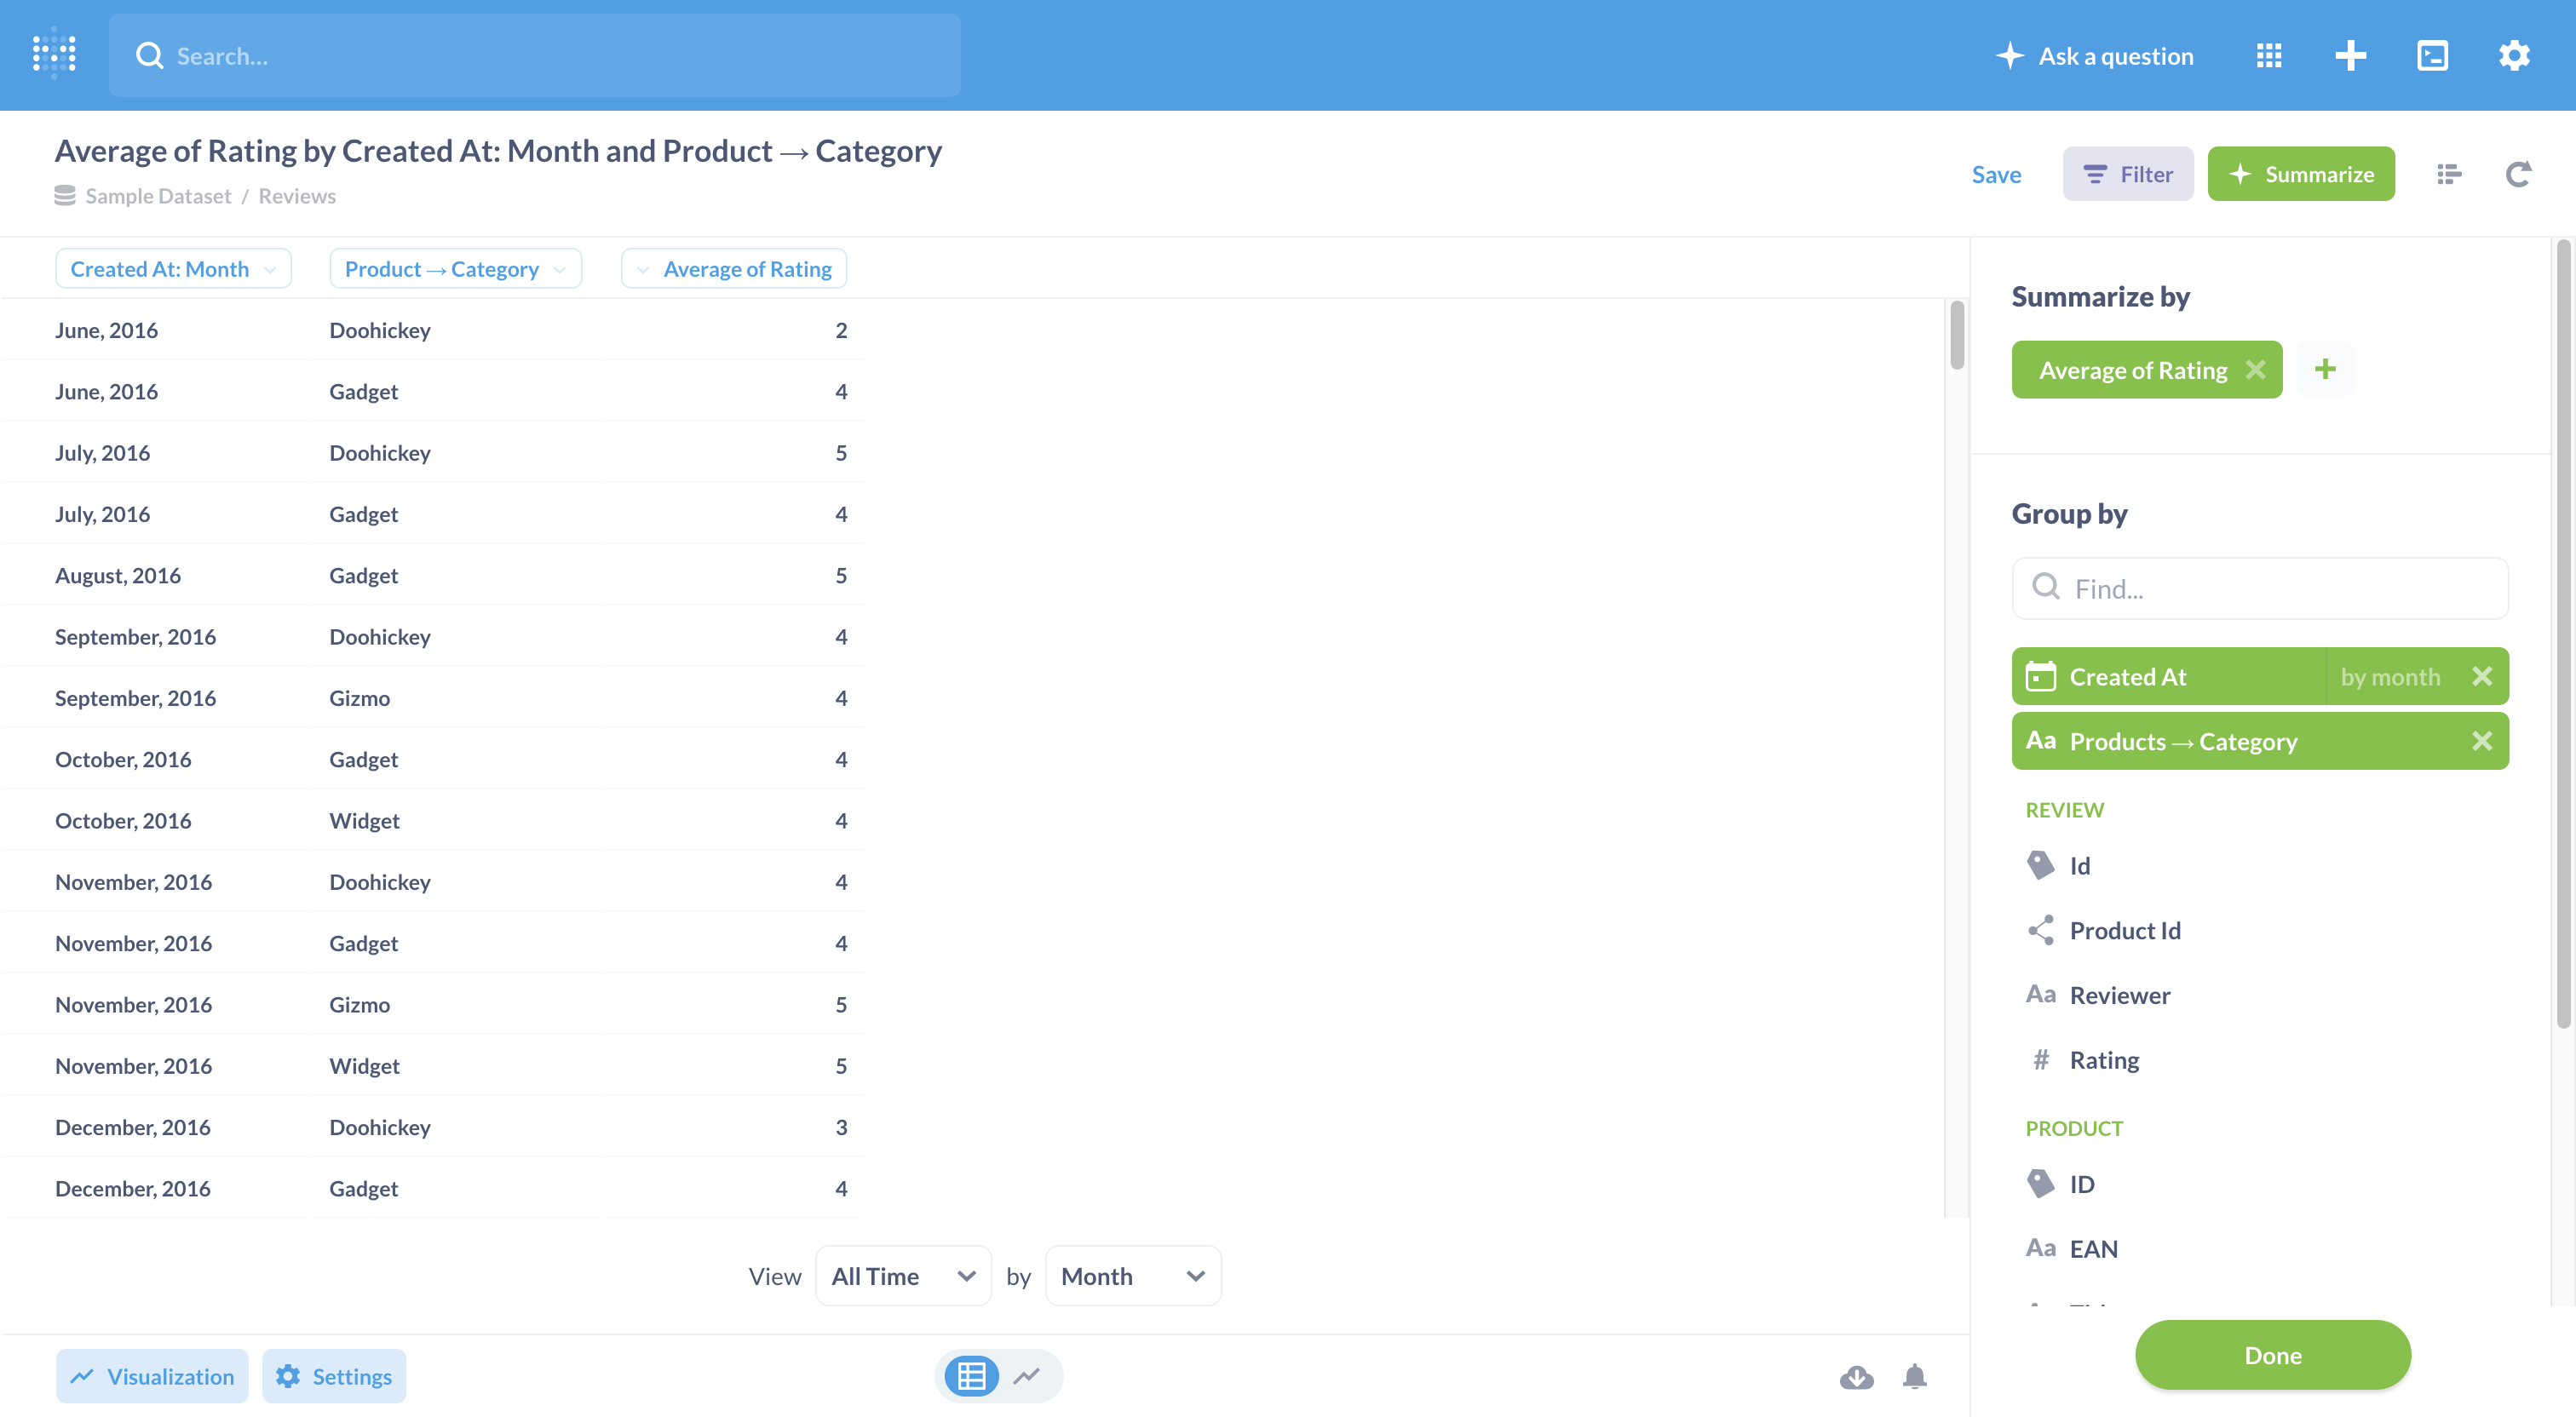 Search...
Ask a question
Average of Rating by Created At: Month and Product → Category
Sample Dataset / Reviews
Save
Filter
Summarize
Created At: Month
Product → Category
Average of Rating
June, 2016 Doohickey 2
June, 2016 Gadget 4
July, 2016 Doohickey 5
July, 2016 Gadget 4
August, 2016 Gadget 5
September, 2016 Doohickey 4
September, 2016 Gizmo 4
October, 2016 Gadget 4
October, 2016 Widget 4
November, 2016 Doohickey 4
November, 2016 Gadget 4
November, 2016 Gizmo 5
November, 2016 Widget 5
December, 2016 Doohickey 3
December, 2016 Gadget 4
View All Time by Month
Visualization
Settings
Summarize by
Average of Rating
Group by
Find...
Created At by month
Aa Products → Category
REVIEW
Id
Product Id
Aa Reviewer
# Rating
PRODUCT
ID
Aa EAN
Done